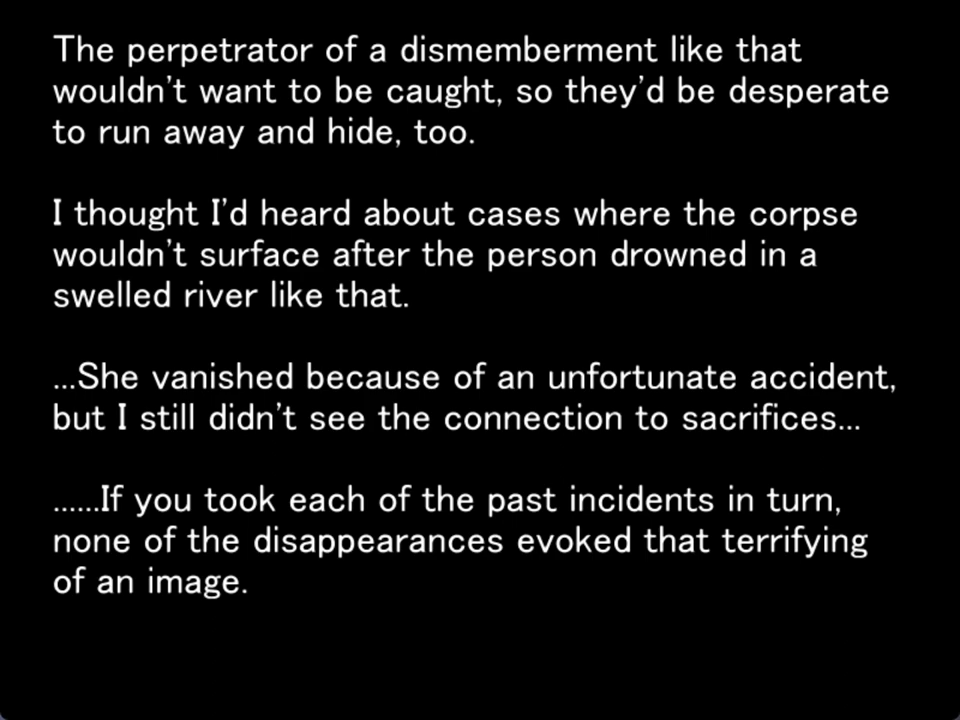 The perpetrator of a dismemberment like that
wouldn't want to be caught, so they'd be desperate
to run away and hide, too.
I thought I'd heard about cases where the corpse
wouldn't surface after the person drowned in a
swelled river like that.
...She vanished because of an unfortunate accident,
but I still didn't see the connection to sacrifices...
......If you took each of the past incidents in turn,
none of the disappearances evoked that terrifying
of an image.